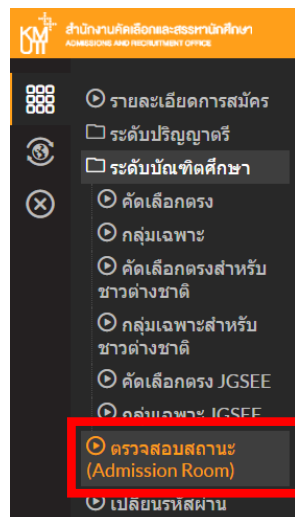 สำนักงานคัดเลือกและสรรหานักศึกษา
ADMISSIONS AND RECRUITMENT OFFICE
รายละเอียดการสมัคร
ระดับปริญญาตรี
ระดับบัณฑิตศึกษา
คัดเลือกตรง
กลุ่มเฉพาะ
คัดเลือกตรงสำหรับ
ชาวต่างชาติ
กลุ่มเฉพาะสำหรับ
ชาวต่างชาติ
คัดเลือกตรง JGSEE
กลุ่มเฉพาะ JGSEE
ตรวจสอบสถานะ
(Admission Room)
เปลี่ยนรหัสผ่าน